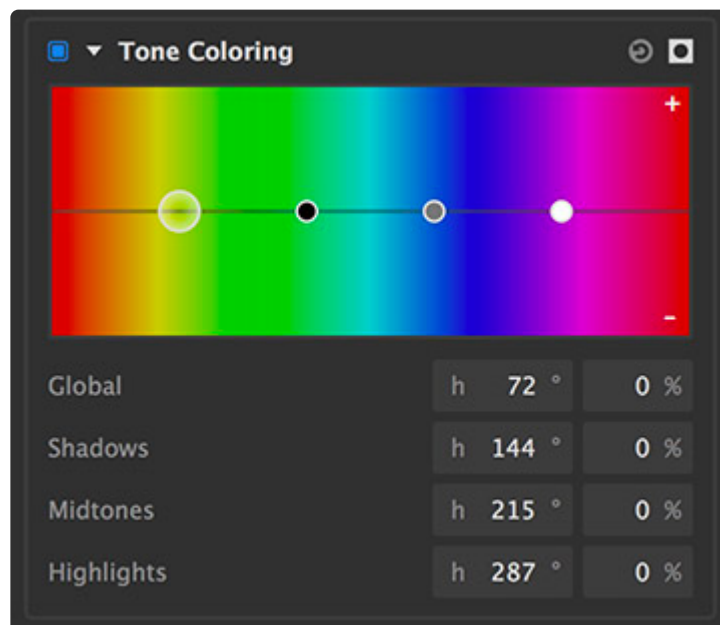 Tone Coloring
+
-
Global h 72 ° 0 %
Shadows h 144 ° 0 %
Midtones h 215 ° 0 %
Highlights h 287 ° 0 %